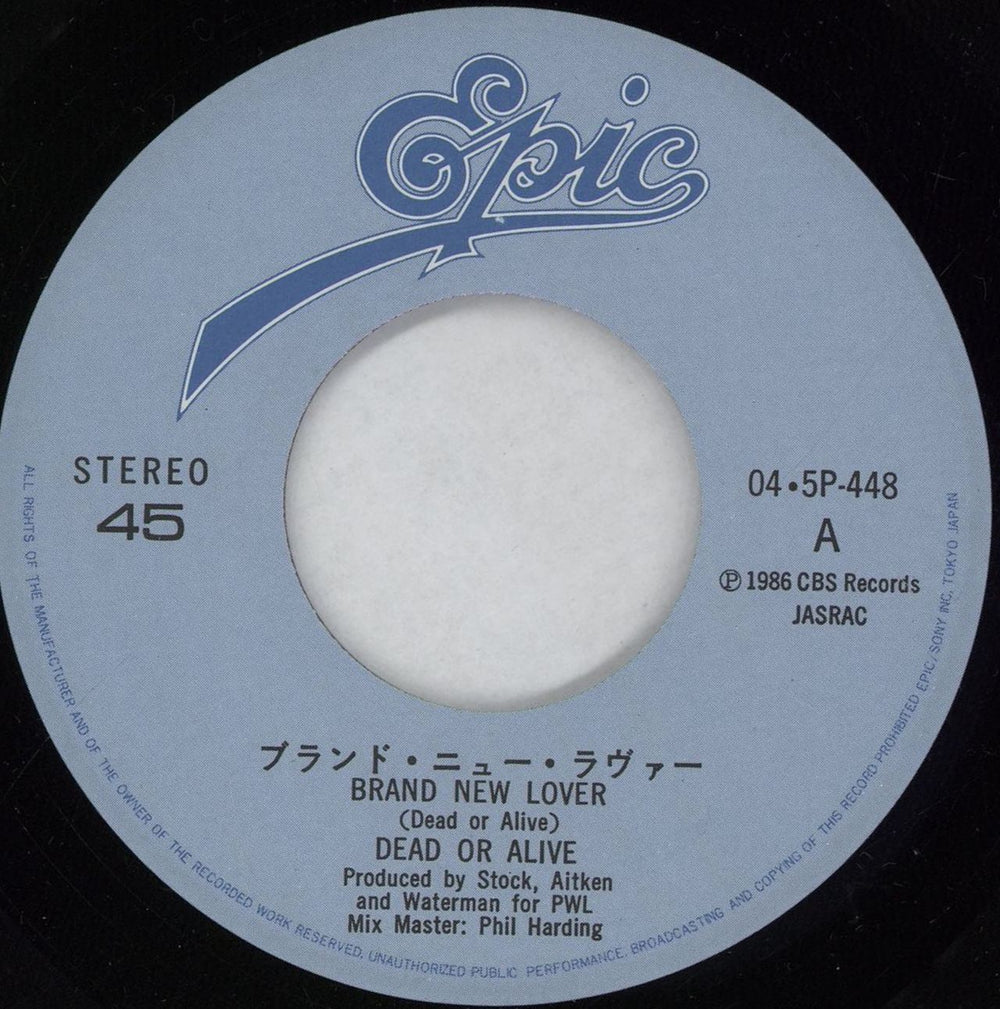 Epic
STEREO
45
04•5P-448
A
℗ 1986 CBS Records
JASRAC
ブランド・ニュー・ラヴァー
BRAND NEW LOVER
(Dead or Alive)
DEAD OR ALIVE
Produced by Stock, Aitken
and Waterman for PWL
Mix Master: Phil Harding
ALL RIGHTS OF THE MANUFACTURER AND OF THE OWNER OF THE RECORDED WORK RESERVED, UNAUTHORIZED PUBLIC PERFORMANCE. BROADCASTING AND COPYING OF THIS RECORD PROHIBITED EPIC/SONY INC. TOKYO JAPAN